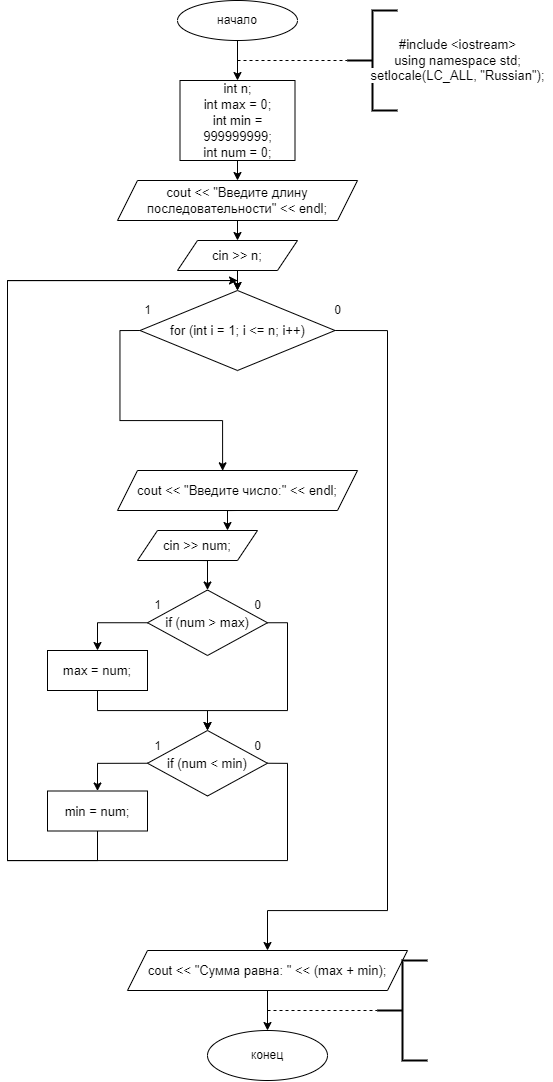 начало
#include <iostream>
using namespace std;
setlocale(LC_ALL, "Russian");
int n;
int max = 0;
int min =
999999999;
int num = 0;
cout << "Введите длину
последовательности" << endl;
cin >> n;
1
0
for (int i = 1; i <= n; i++)
cout << "Введите число:" << endl;
cin >> num;
1
0
if (num > max)
max = num;
1
0
if (num < min)
min = num;
cout << "Сумма равна: " << (max + min);
конец